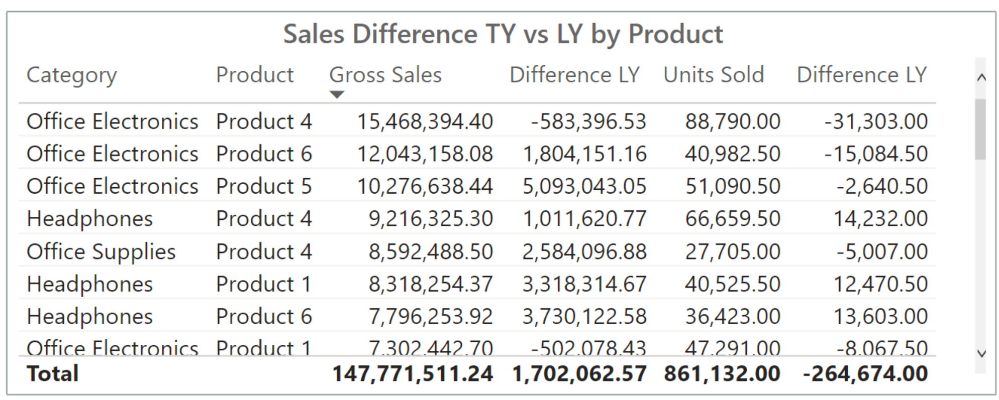 Sales Difference TY vs LY by Product
Category Product Gross Sales Difference LY Units Sold Difference LY
Office Electronics Product 4 15,468,394.40 -583,396.53 88,790.00 -31,303.00
Office Electronics Product 6 12,043,158.08 1,804,151.16 40,982.50 -15,084.50
Office Electronics Product 5 10,276,638.44 5,093,043.05 51,090.50 -2,640.50
Headphones Product 4 9,216,325.30 1,011,620.77 66,659.50 14,232.00
Office Supplies Product 4 8,592,488.50 2,584,096.88 27,705.00 -5,007.00
Headphones Product 1 8,318,254.37 3,318,314.67 40,525.50 12,470.50
Headphones Product 6 7,796,253.92 3,730,122.58 36,423.00 13,603.00
Office Electronics Product 1 7,302,442.70 -502,078.43 47,291.00 -8,067.50
Total 147,771,511.24 1,702,062.57 861,132.00 -264,674.00